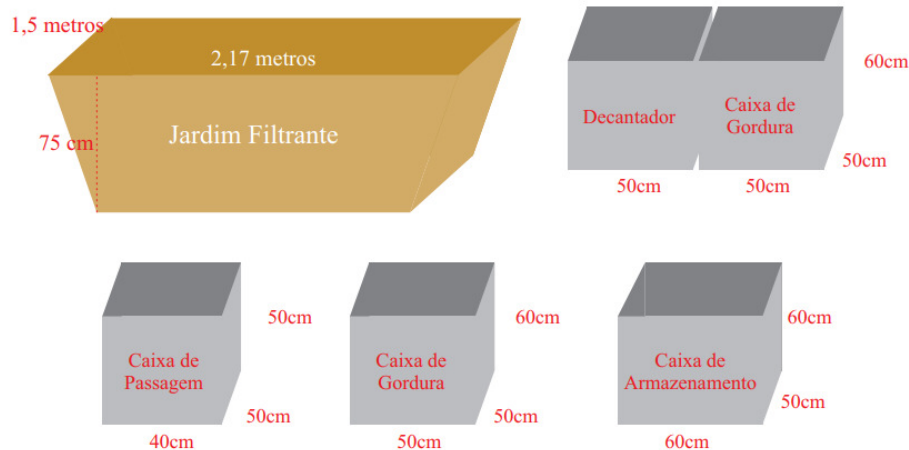 1,5 metros
2,17 metros
75 cm
Jardim Filtrante
Decantador
Caixa de
Gordura
60cm
50cm
50cm
50cm
Caixa de
Passagem
50cm
50cm
40cm
Caixa de
Gordura
60cm
50cm
50cm
Caixa de
Armazenamento
60cm
50cm
60cm